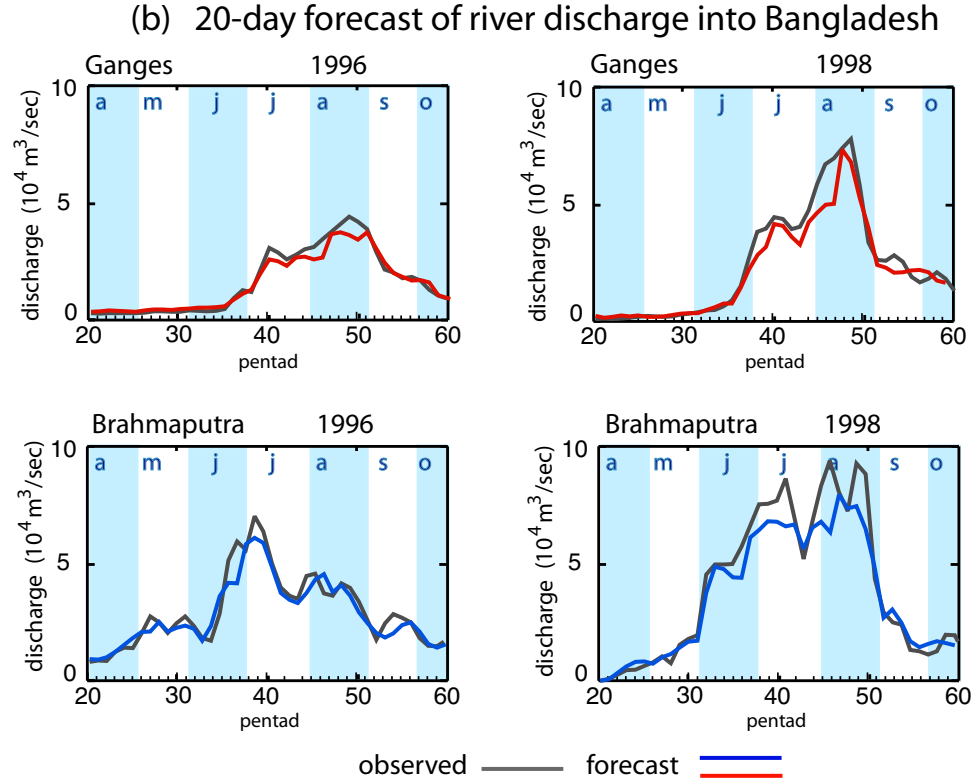 (b) 20-day forecast of river discharge into Bangladesh
Ganges 1996
10
a m j j a s o
discharge (10⁴ m³/sec)
5
0
20 30 40 50 60
pentad
Ganges 1998
10
a m j j a s o
discharge (10⁴ m³/sec)
5
0
20 30 40 50 60
pentad
Brahmaputra 1996
10
a m j j a s o
discharge (10⁴ m³/sec)
5
0
20 30 40 50 60
pentad
Brahmaputra 1998
10
a m j j a s o
discharge (10⁴ m³/sec)
5
0
20 30 40 50 60
pentad
observed forecast